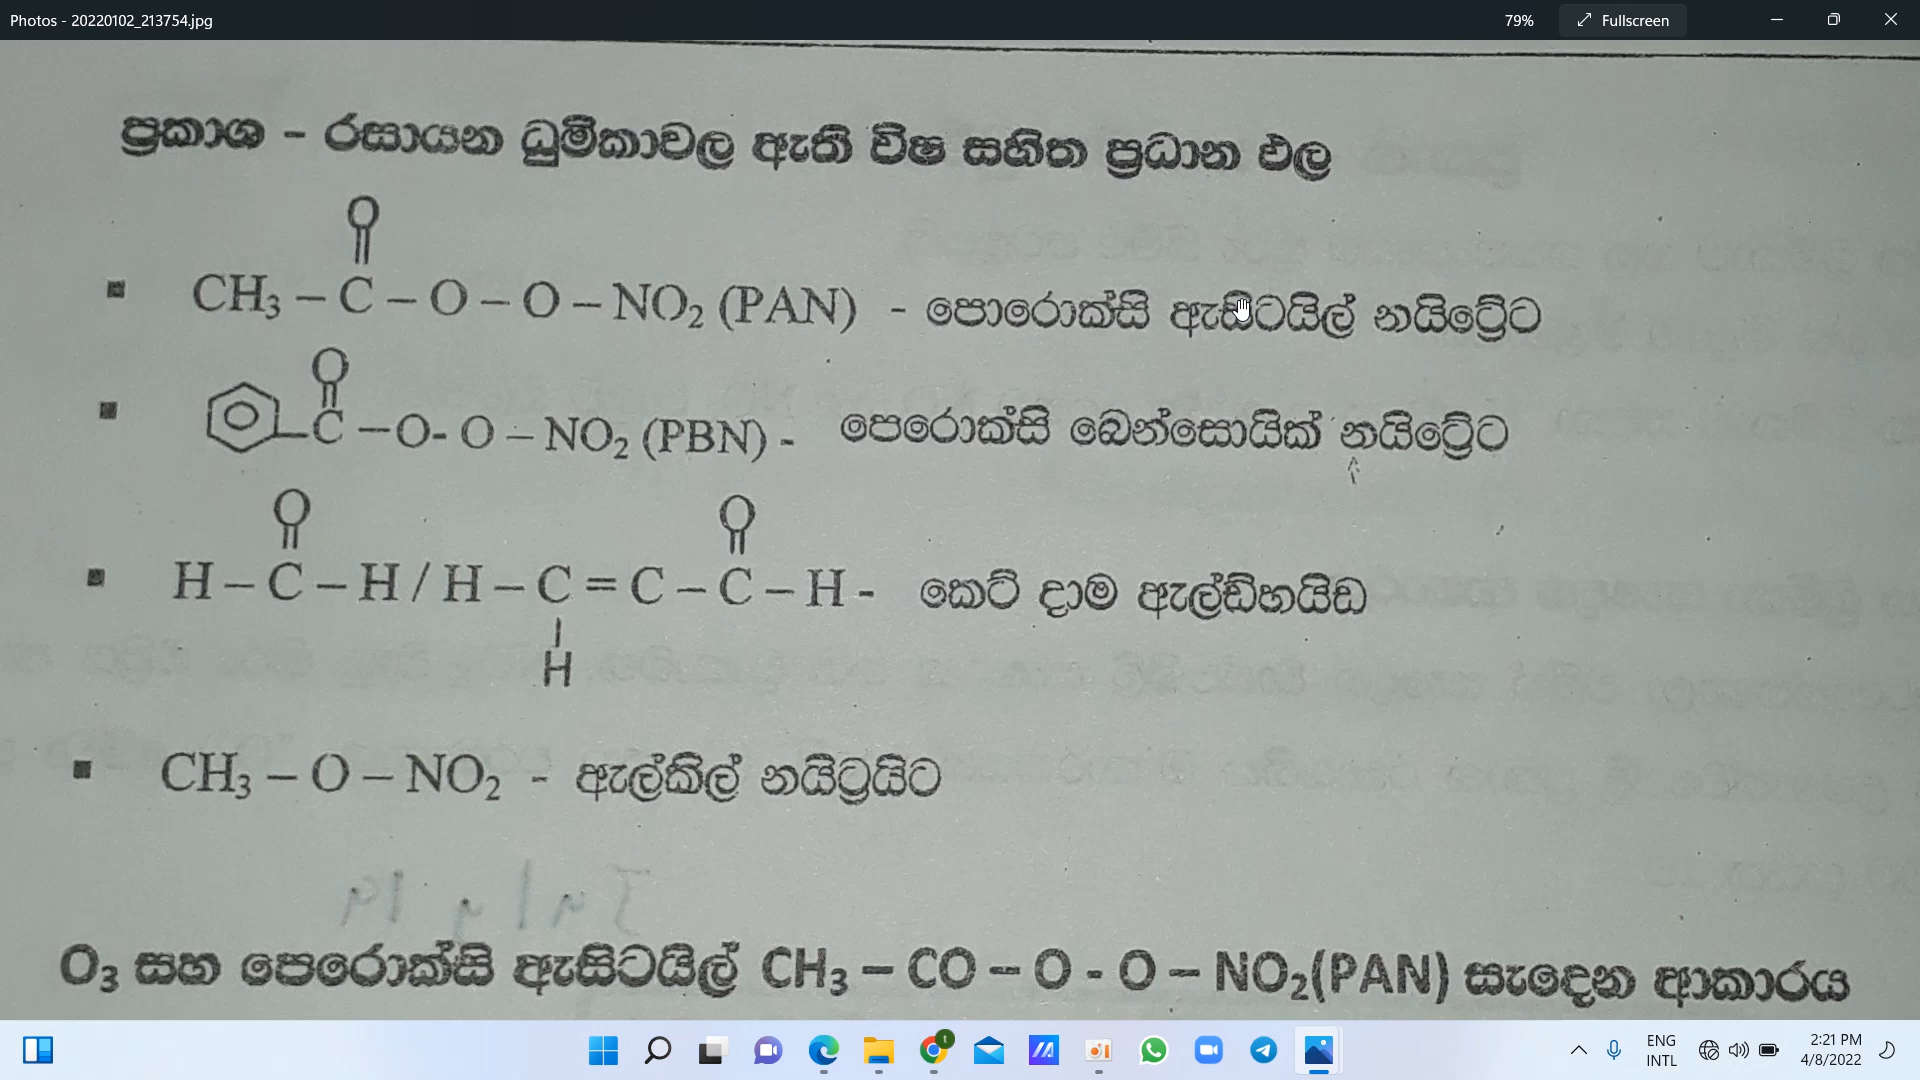 Photos - 20220102_213754.jpg
79%
Fullscreen
ප්‍රකාශ – රසායන ධූමිකාවල ඇති විෂ සහිත ප්‍රධාන ඵල
O
CH₃ – C – O – O – NO₂ (PAN) - පොරොක්සි ඇසිටයිල් නයිට්‍රේට
O
C – O- O – NO₂ (PBN) - පෙරොක්සි බෙන්සොයික් නයිට්‍රේට
O O
H – C – H / H – C = C – C – H - කෙටි දාම ඇල්ඩිහයිඩ
H
CH₃ – O – NO₂ - ඇල්කිල් නයිට්‍රයිට
O₃ සහ පෙරොක්සි ඇසිටයිල් CH₃ – CO – O - O – NO₂(PAN) සෑදෙන ආකාරය
ENG
INTL
2:21 PM
4/8/2022